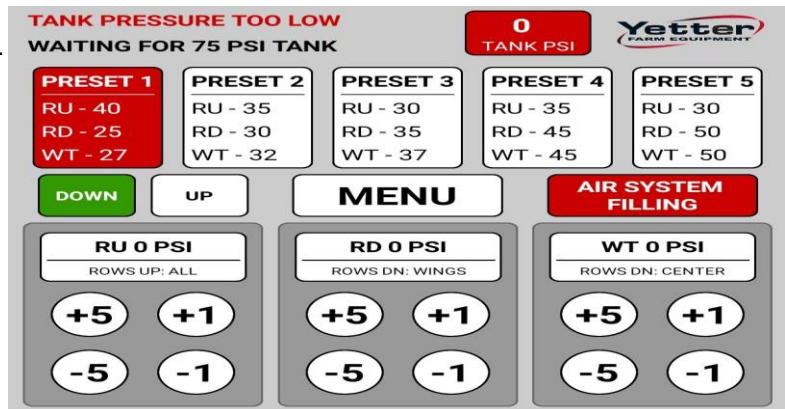 TANK PRESSURE TOO LOW
WAITING FOR 75 PSI TANK
0
TANK PSI
Yetter
FARM EQUIPMENT
PRESET 1
RU - 40
RD - 25
WT - 27
PRESET 2
RU - 35
RD - 30
WT - 32
PRESET 3
RU - 30
RD - 35
WT - 37
PRESET 4
RU - 35
RD - 45
WT - 45
PRESET 5
RU - 30
RD - 50
WT - 50
DOWN
UP
MENU
AIR SYSTEM
FILLING
RU 0 PSI
ROWS UP: ALL
+5 +1
-5 -1
RD 0 PSI
ROWS DN: WINGS
+5 +1
-5 -1
WT 0 PSI
ROWS DN: CENTER
+5 +1
-5 -1